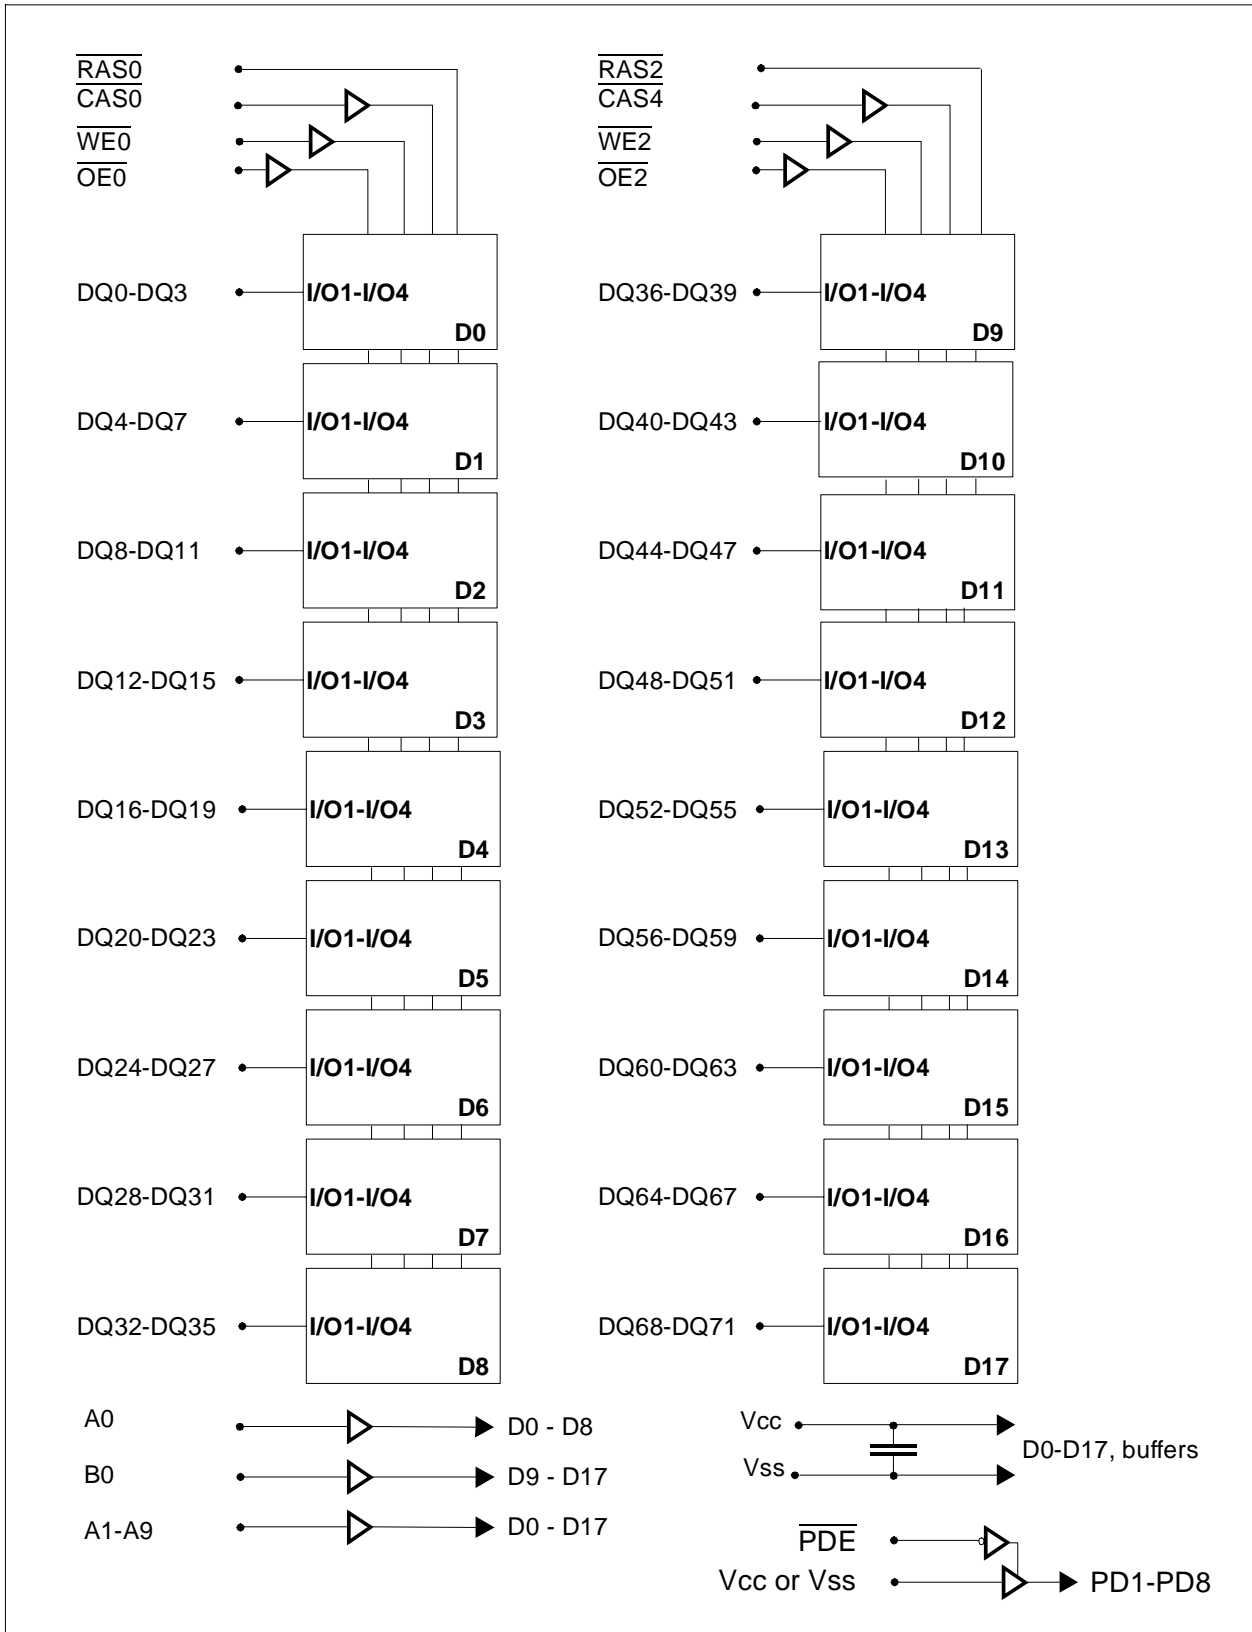 RAS0
CAS0
WE0
OE0
RAS2
CAS4
WE2
OE2
DQ0-DQ3 I/O1-I/O4 D0
DQ36-DQ39 I/O1-I/O4 D9
DQ4-DQ7 I/O1-I/O4 D1
DQ40-DQ43 I/O1-I/O4 D10
DQ8-DQ11 I/O1-I/O4 D2
DQ44-DQ47 I/O1-I/O4 D11
DQ12-DQ15 I/O1-I/O4 D3
DQ48-DQ51 I/O1-I/O4 D12
DQ16-DQ19 I/O1-I/O4 D4
DQ52-DQ55 I/O1-I/O4 D13
DQ20-DQ23 I/O1-I/O4 D5
DQ56-DQ59 I/O1-I/O4 D14
DQ24-DQ27 I/O1-I/O4 D6
DQ60-DQ63 I/O1-I/O4 D15
DQ28-DQ31 I/O1-I/O4 D7
DQ64-DQ67 I/O1-I/O4 D16
DQ32-DQ35 I/O1-I/O4 D8
DQ68-DQ71 I/O1-I/O4 D17
A0 D0 - D8
B0 D9 - D17
A1-A9 D0 - D17
Vcc
Vss
D0-D17, buffers
PDE
Vcc or Vss PD1-PD8